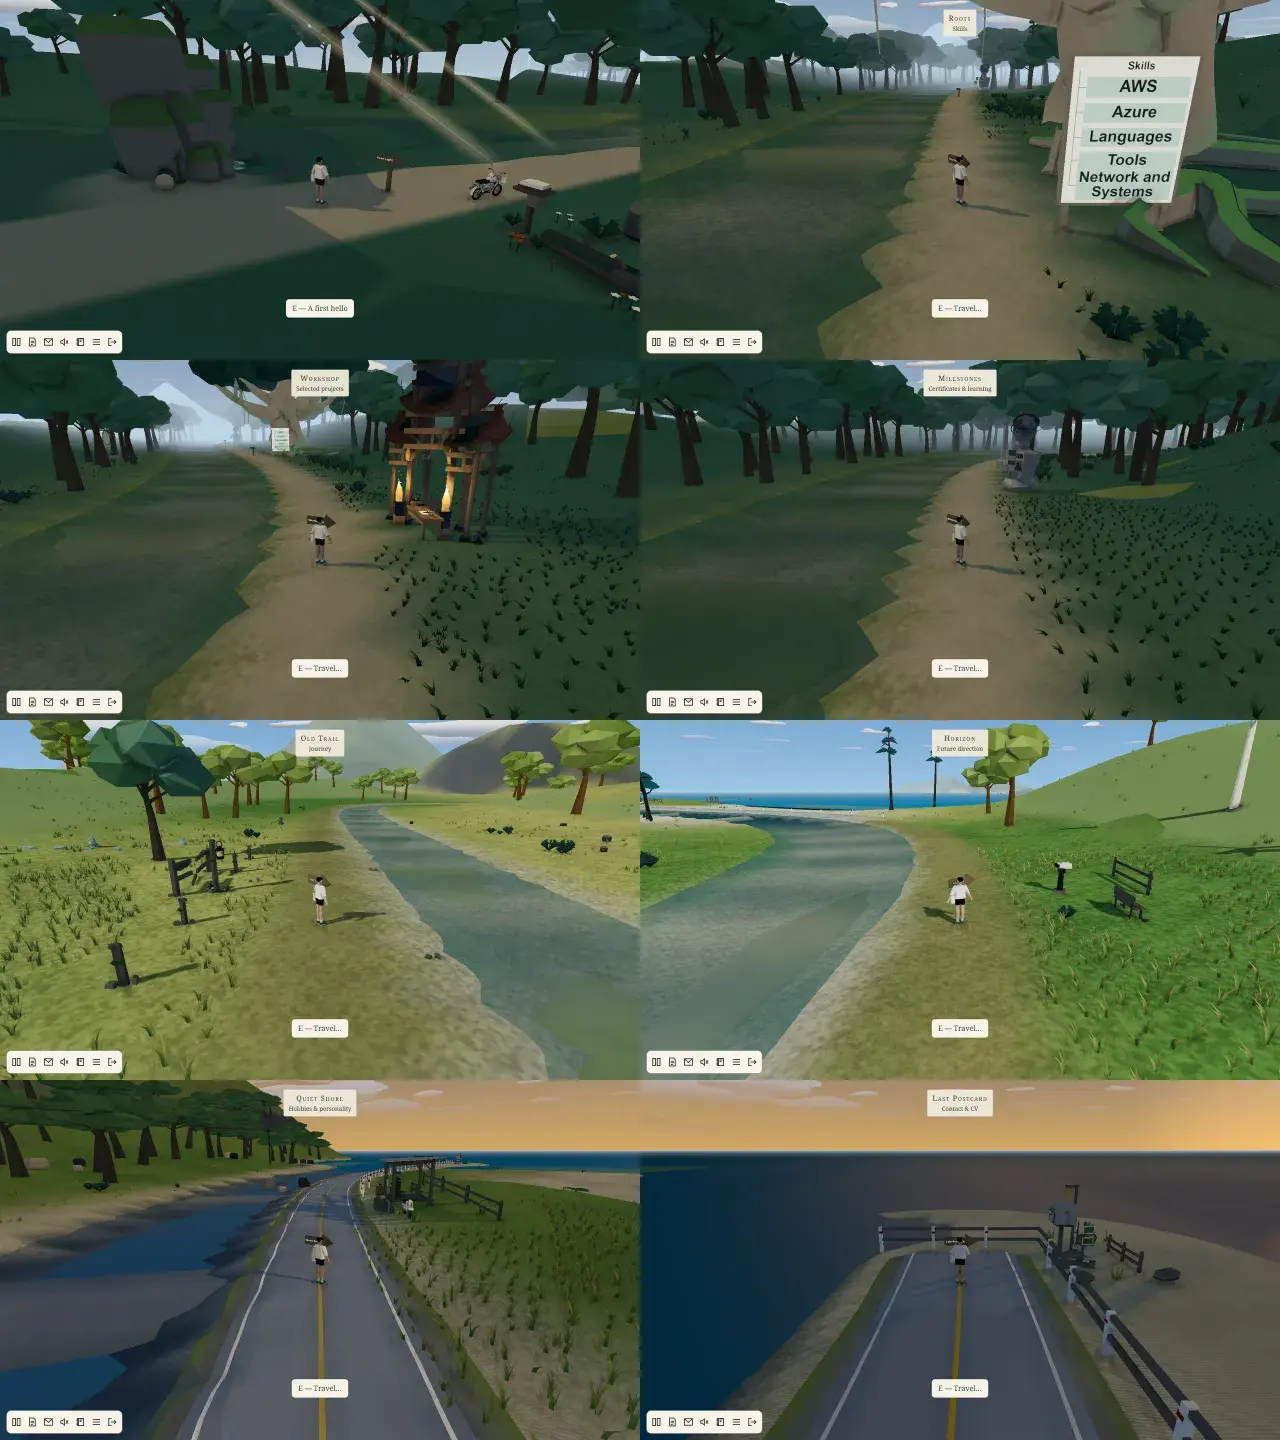 E — A first hello
Roots
Skills
Skills
AWS
Azure
Languages
Tools
Network and
Systems
E — Travel...
Workshop
Selected projects
E — Travel...
Milestones
Certificates & learning
E — Travel...
Old Trail
Journey
E — Travel...
Horizon
Future direction
E — Travel...
Quiet Shore
Hobbies & personality
E — Travel...
Last Postcard
Contact & CV
E — Travel...